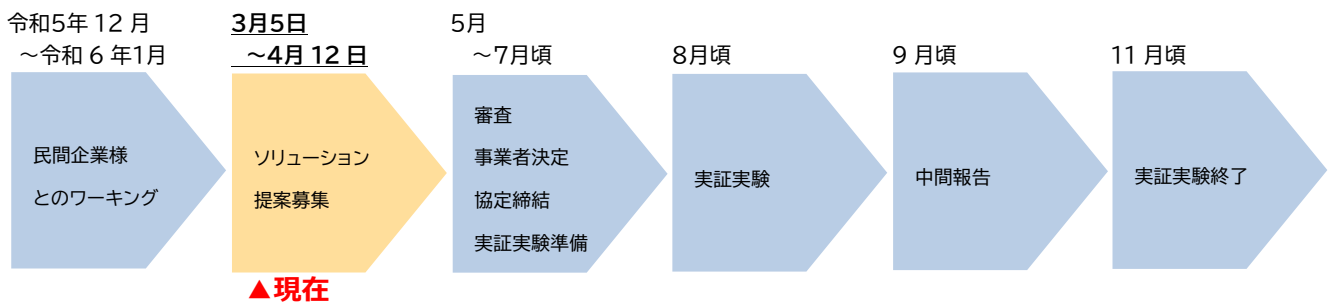 令和5年 12 月
～令和 6 年1月
民間企業様
とのワーキング
3月5日
～4月 12 日
ソリューション
提案募集
▲現在
5月
～7月頃
審査
事業者決定
協定締結
実証実験準備
8月頃
実証実験
9 月頃
中間報告
11 月頃
実証実験終了